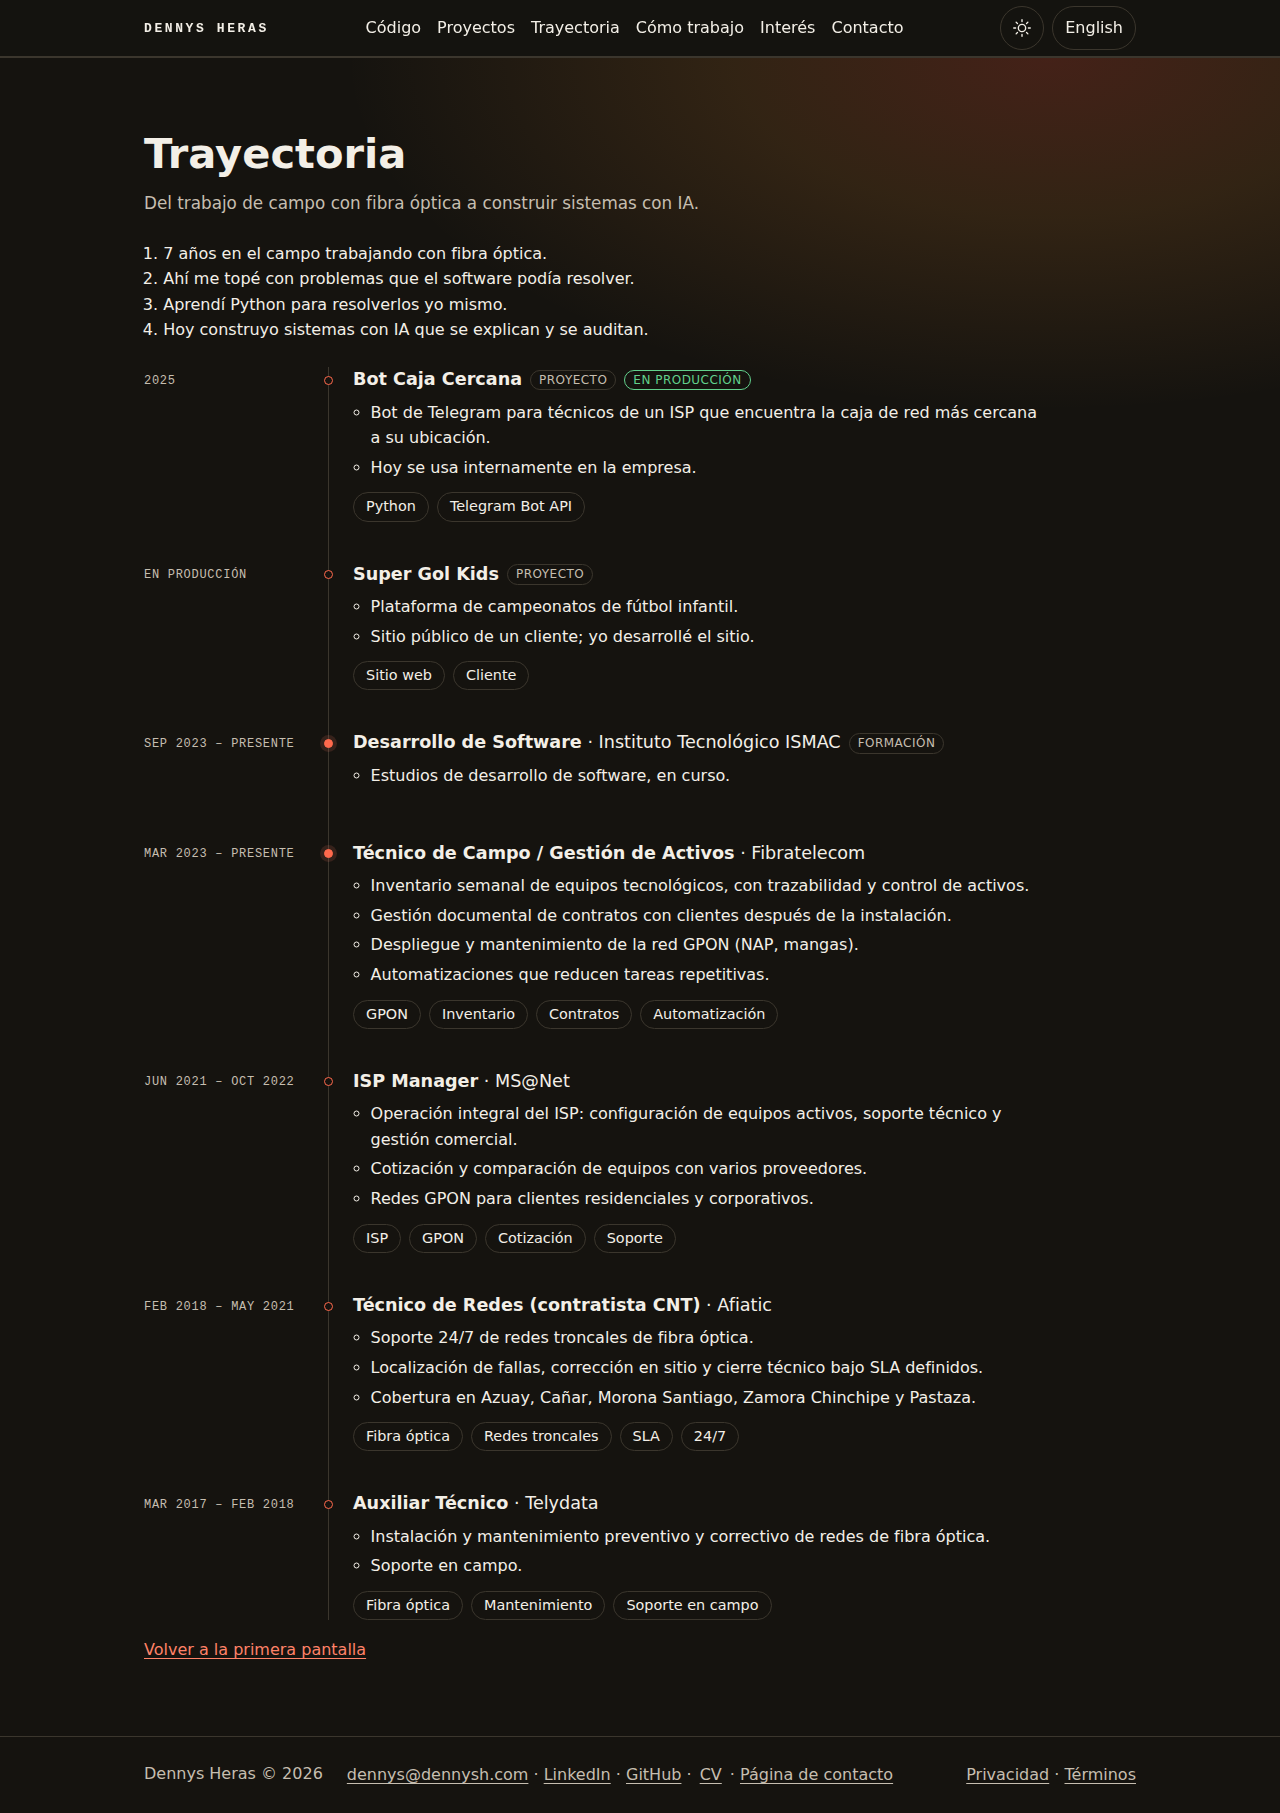 DENNYS HERAS
Código Proyectos Trayectoria Cómo trabajo Interés Contacto
English
Trayectoria
Del trabajo de campo con fibra óptica a construir sistemas con IA.
1. 7 años en el campo trabajando con fibra óptica.
2. Ahí me topé con problemas que el software podía resolver.
3. Aprendí Python para resolverlos yo mismo.
4. Hoy construyo sistemas con IA que se explican y se auditan.
2025
Bot Caja Cercana PROYECTO EN PRODUCCIÓN
Bot de Telegram para técnicos de un ISP que encuentra la caja de red más cercana
a su ubicación.
Hoy se usa internamente en la empresa.
Python Telegram Bot API
EN PRODUCCIÓN
Super Gol Kids PROYECTO
Plataforma de campeonatos de fútbol infantil.
Sitio público de un cliente; yo desarrollé el sitio.
Sitio web Cliente
SEP 2023 – PRESENTE
Desarrollo de Software · Instituto Tecnológico ISMAC FORMACIÓN
Estudios de desarrollo de software, en curso.
MAR 2023 – PRESENTE
Técnico de Campo / Gestión de Activos · Fibratelecom
Inventario semanal de equipos tecnológicos, con trazabilidad y control de activos.
Gestión documental de contratos con clientes después de la instalación.
Despliegue y mantenimiento de la red GPON (NAP, mangas).
Automatizaciones que reducen tareas repetitivas.
GPON Inventario Contratos Automatización
JUN 2021 – OCT 2022
ISP Manager · MS@Net
Operación integral del ISP: configuración de equipos activos, soporte técnico y
gestión comercial.
Cotización y comparación de equipos con varios proveedores.
Redes GPON para clientes residenciales y corporativos.
ISP GPON Cotización Soporte
FEB 2018 – MAY 2021
Técnico de Redes (contratista CNT) · Afiatic
Soporte 24/7 de redes troncales de fibra óptica.
Localización de fallas, corrección en sitio y cierre técnico bajo SLA definidos.
Cobertura en Azuay, Cañar, Morona Santiago, Zamora Chinchipe y Pastaza.
Fibra óptica Redes troncales SLA 24/7
MAR 2017 – FEB 2018
Auxiliar Técnico · Telydata
Instalación y mantenimiento preventivo y correctivo de redes de fibra óptica.
Soporte en campo.
Fibra óptica Mantenimiento Soporte en campo
Volver a la primera pantalla
Dennys Heras © 2026
dennys@dennysh.com · LinkedIn · GitHub · CV · Página de contacto
Privacidad · Términos